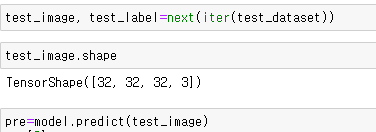 test_image, test_label=next(iter(test_dataset))
test_image.shape
TensorShape([32, 32, 32, 3])
pre=model.predict(test_image)